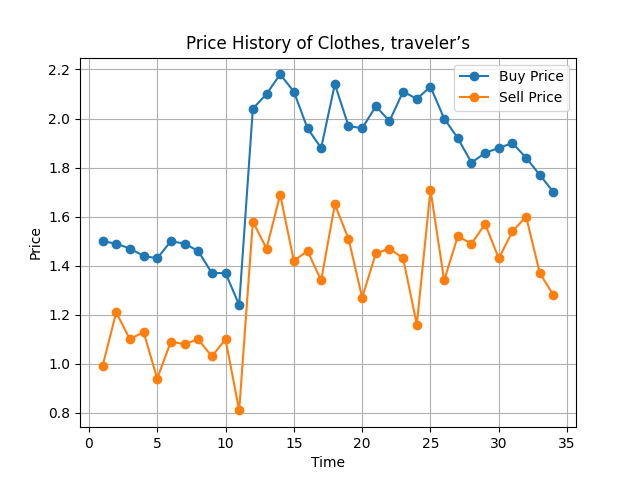 Price History of Clothes, traveler’s
Buy Price
Sell Price
Price
2.2
2.0
1.8
1.6
1.4
1.2
1.0
0.8
0 5 10 15 20 25 30 35
Time